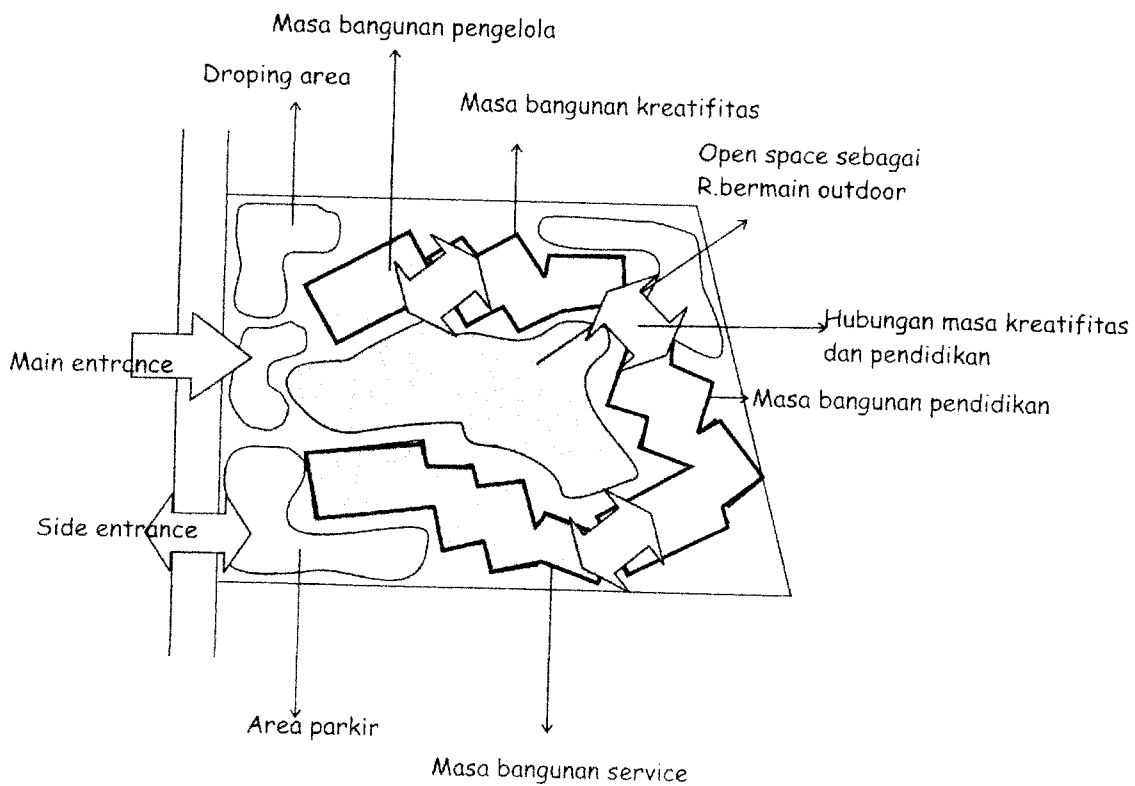 Masa bangunan pengelola
Droping area
Masa bangunan kreatifitas
Open space sebagai
R.bermain outdoor
Hubungan masa kreatifitas
dan pendidikan
Main entrance
Masa bangunan pendidikan
Side entrance
Area parkir
Masa bangunan service